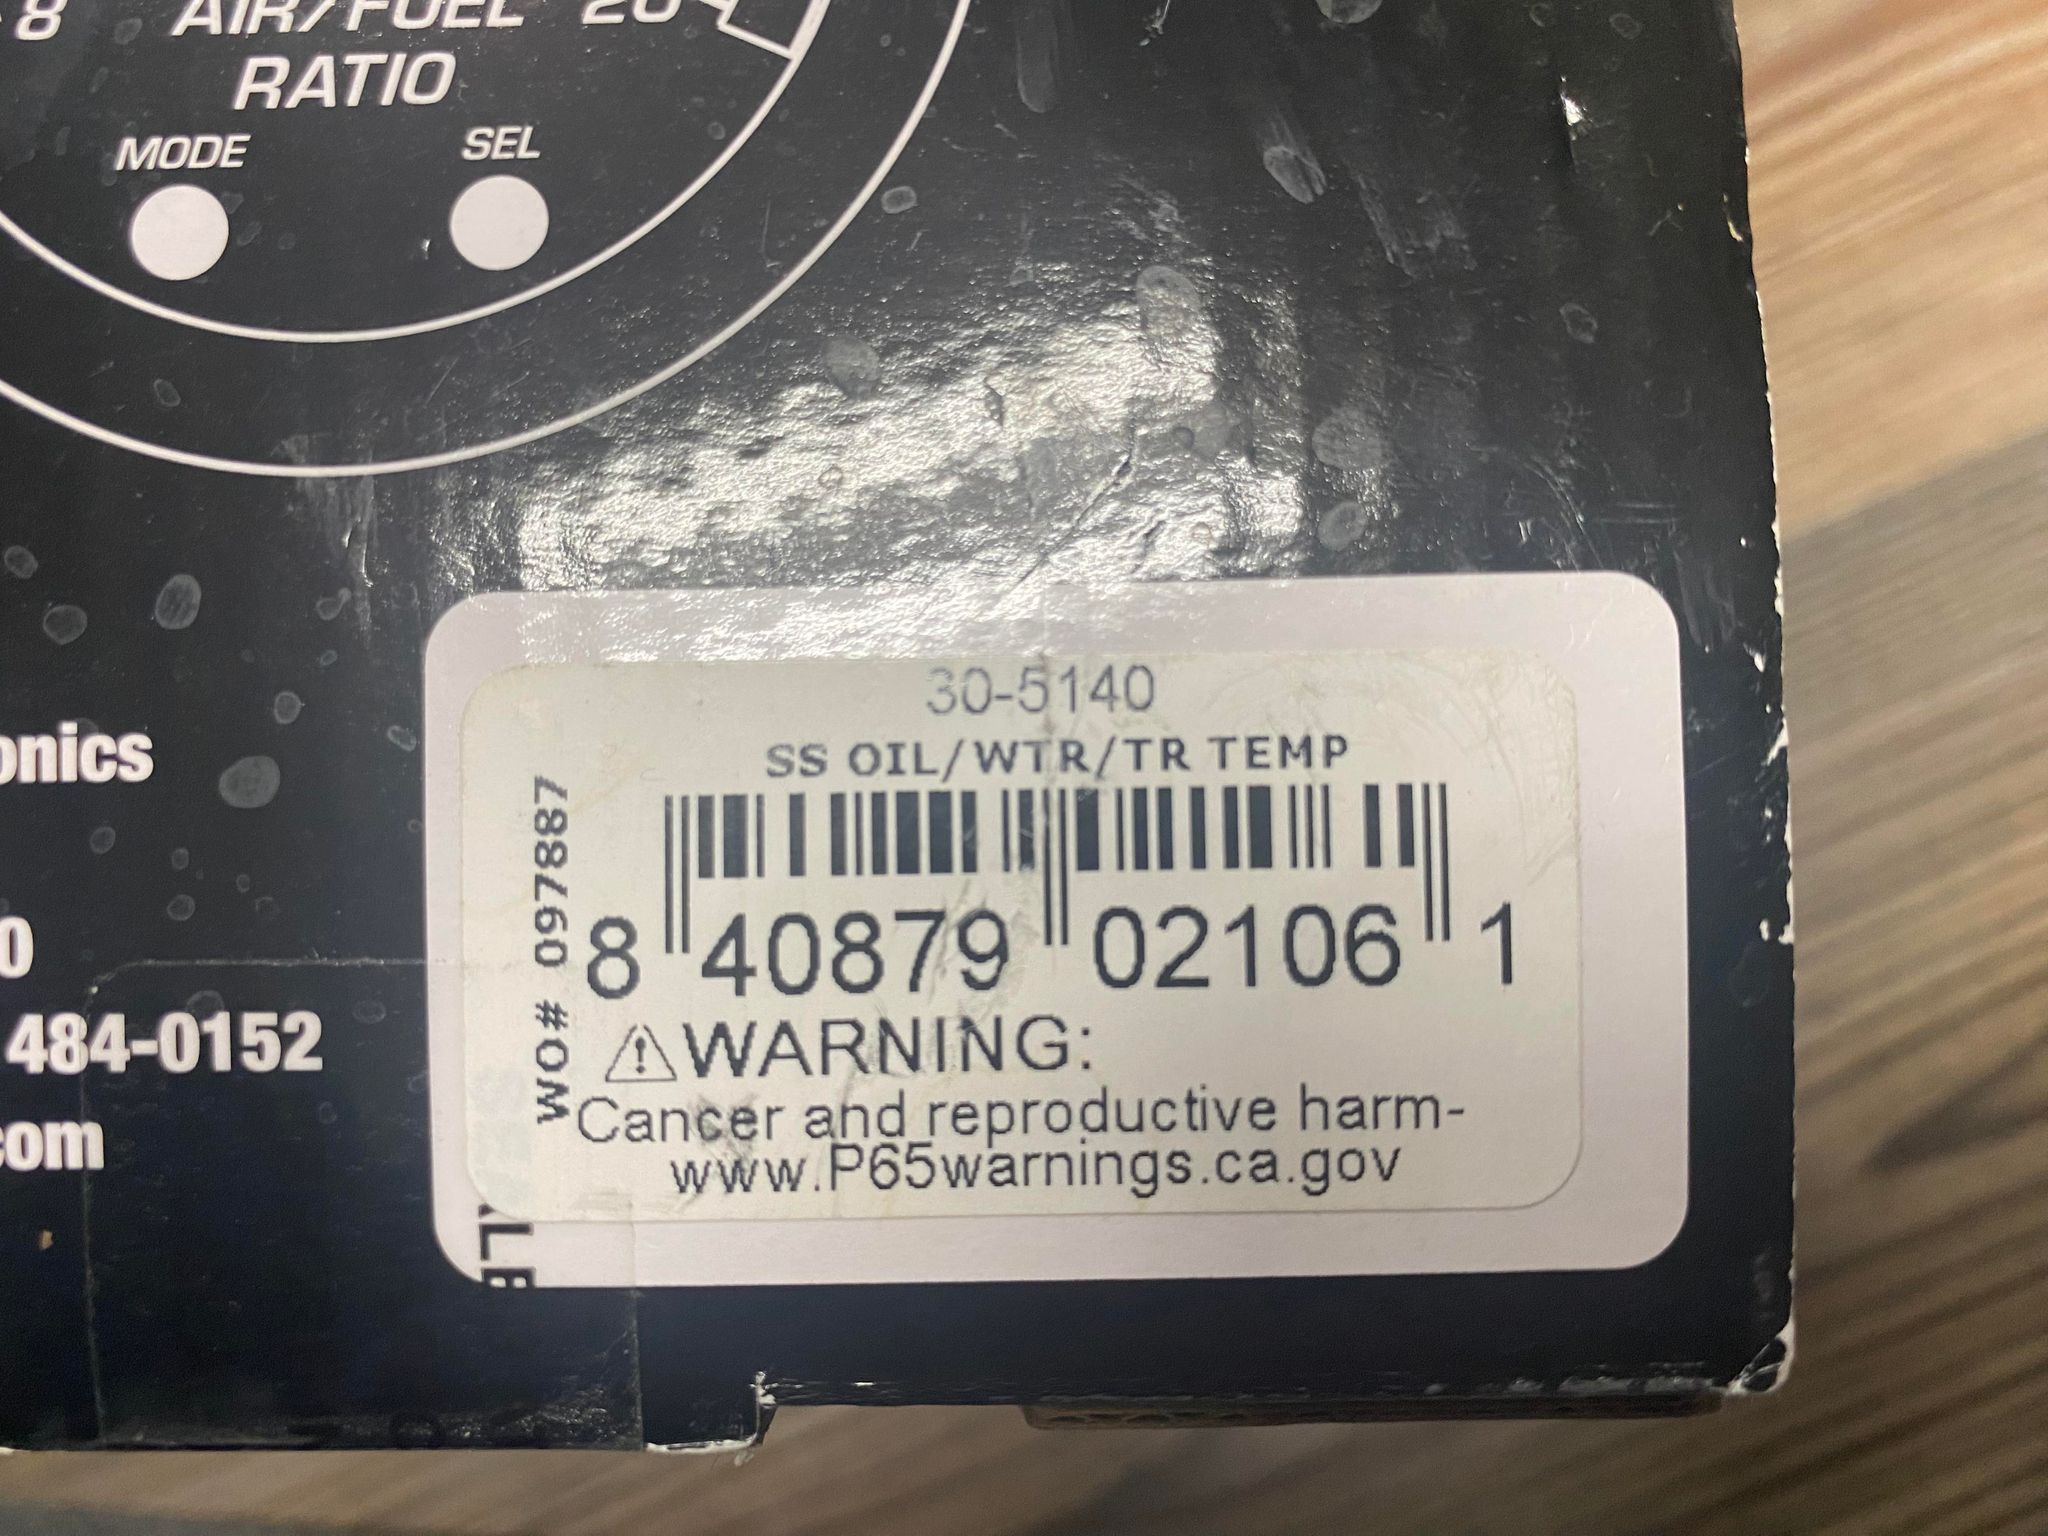 8 AIR/FUEL 20
RATIO
MODE SEL
30-5140
SS OIL/WTR/TR TEMP
WO# 097887
8 40879 02106 1
⚠WARNING:
Cancer and reproductive harm-
www.P65warnings.ca.gov
onics
0
484-0152
.com